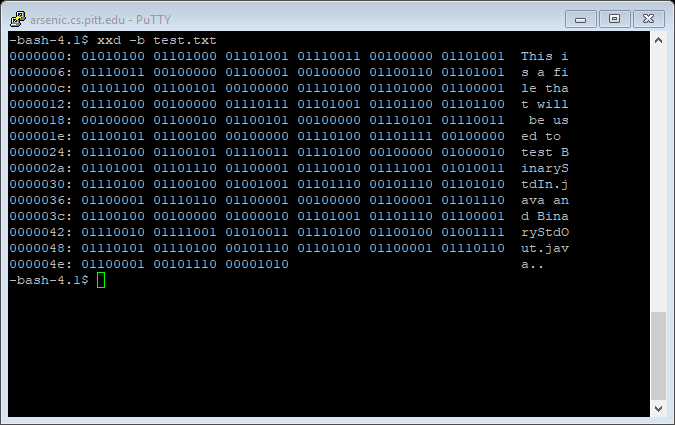 arsenic.cs.pitt.edu - PuTTY
-bash-4.1$ xxd -b test.txt
0000000: 01010100 01101000 01101001 01110011 00100000 01101001  This i
0000006: 01110011 00100000 01100001 00100000 01100110 01101001  s a fi
000000c: 01101100 01100101 00100000 01110100 01101000 01100001  le tha
0000012: 01110100 00100000 01110111 01101001 01101100 01101100  t will
0000018: 00100000 01100010 01100101 00100000 01110101 01110011   be us
000001e: 01100101 01100100 00100000 01110100 01101111 00100000  ed to 
0000024: 01110100 01100101 01110011 01110100 00100000 01000010  test B
000002a: 01101001 01101110 01100001 01110010 01111001 01010011  inaryS
0000030: 01110100 01100100 01001001 01101110 00101110 01101010  tdIn.j
0000036: 01100001 01110110 01100001 00100000 01100001 01101110  ava an
000003c: 01100100 00100000 01000010 01101001 01101110 01100001  d Bina
0000042: 01110010 01111001 01010011 01110100 01100100 01001111  ryStdO
0000048: 01110101 01110100 00101110 01101010 01100001 01110110  ut.jav
000004e: 01100001 00101110 00001010                             a..
-bash-4.1$